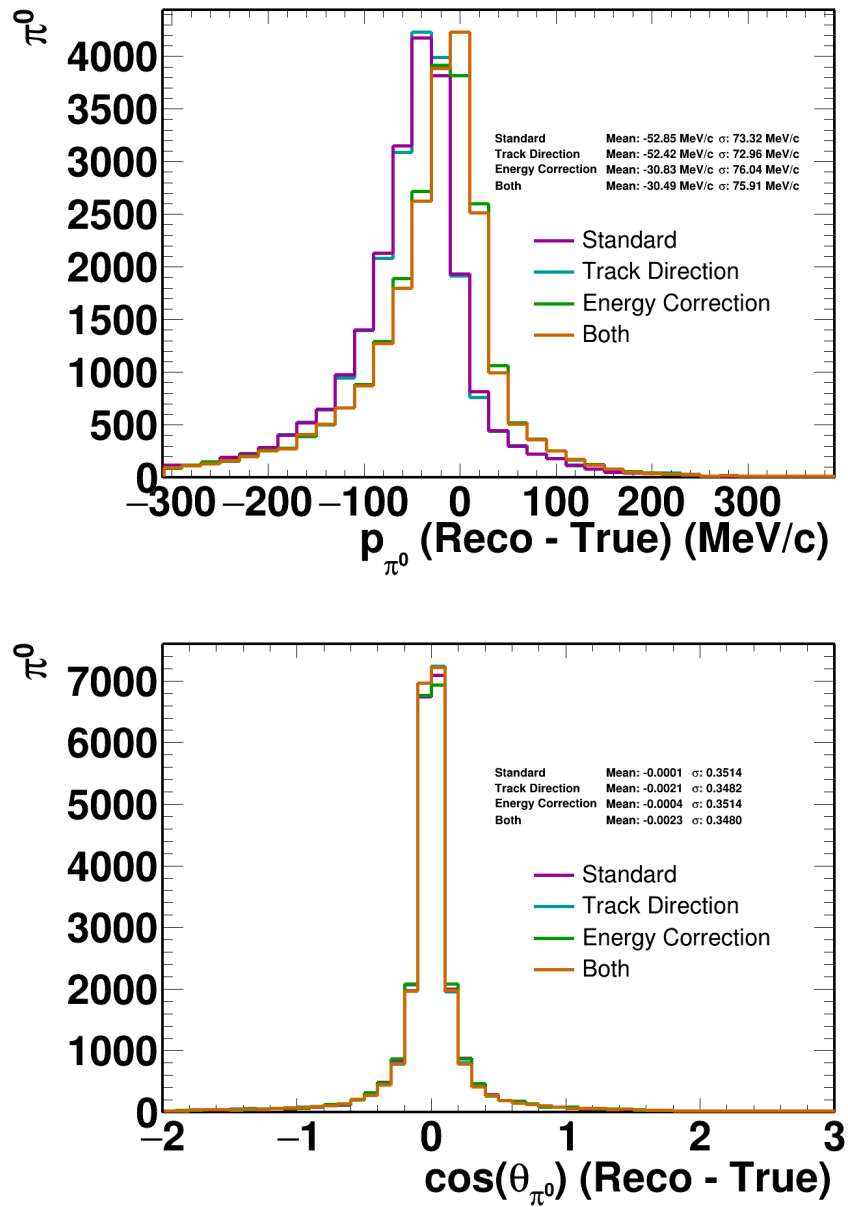 π⁰
4000
3500
3000
2500
2000
1500
1000
500
0
Standard Mean: -52.85 MeV/c σ: 73.32 MeV/c
Track Direction Mean: -52.42 MeV/c σ: 72.96 MeV/c
Energy Correction Mean: -30.83 MeV/c σ: 76.04 MeV/c
Both Mean: -30.49 MeV/c σ: 75.91 MeV/c
Standard
Track Direction
Energy Correction
Both
−300 −200 −100 0 100 200 300
p_π⁰ (Reco - True) (MeV/c)
π⁰
7000
6000
5000
4000
3000
2000
1000
0
Standard Mean: -0.0001 σ: 0.3514
Track Direction Mean: -0.0021 σ: 0.3482
Energy Correction Mean: -0.0004 σ: 0.3514
Both Mean: -0.0023 σ: 0.3480
Standard
Track Direction
Energy Correction
Both
−2 −1 0 1 2 3
cos(θ_π⁰) (Reco - True)